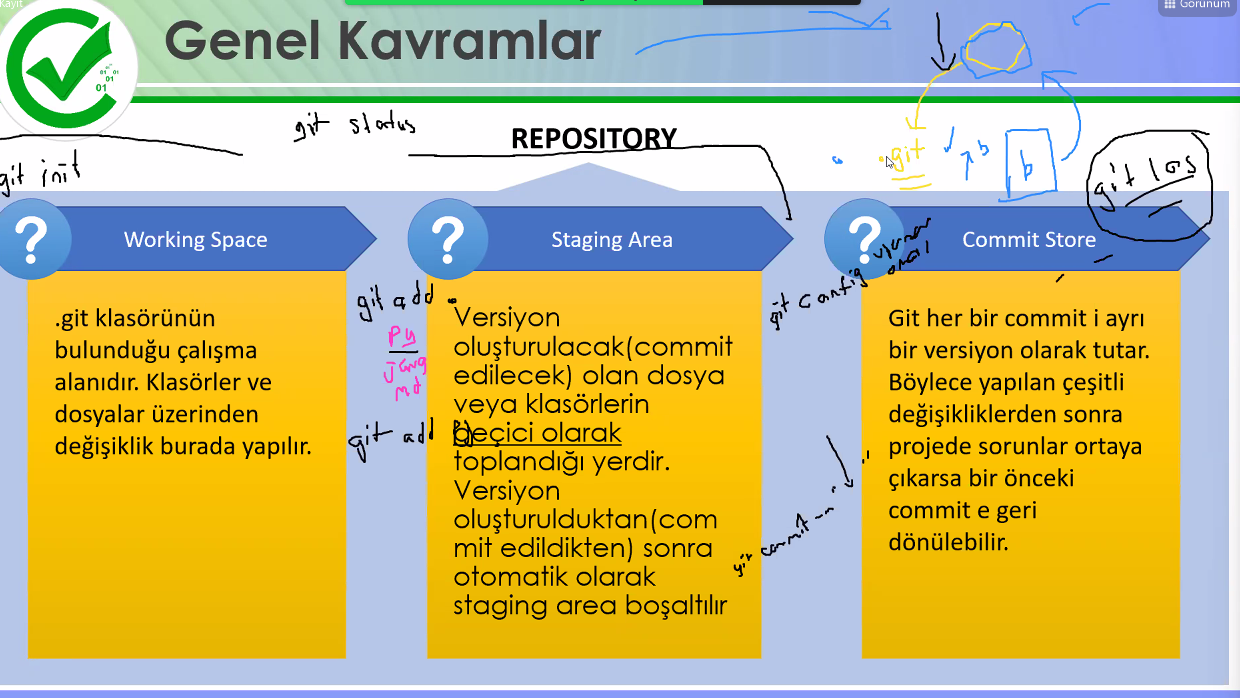 Kayıt
Görünüm
Genel Kavramlar
01
01
01
git status
REPOSITORY
git init
git
b
b
git log
Working Space
Staging Area
Commit Store
?
?
?
.git klasörünün
bulunduğu çalışma
alanıdır. Klasörler ve
dosyalar üzerinden
değişiklik burada yapılır.
git add .
py
git add
Versiyon
oluşturulacak(commit
edilecek) olan dosya
veya klasörlerin
geçici olarak
toplandığı yerdir.
Versiyon
oluşturulduktan(com
mit edildikten) sonra
otomatik olarak
staging area boşaltılır
git config
git commit -m
Git her bir commit i ayrı
bir versiyon olarak tutar.
Böylece yapılan çeşitli
değişikliklerden sonra
projede sorunlar ortaya
çıkarsa bir önceki
commit e geri
dönülebilir.